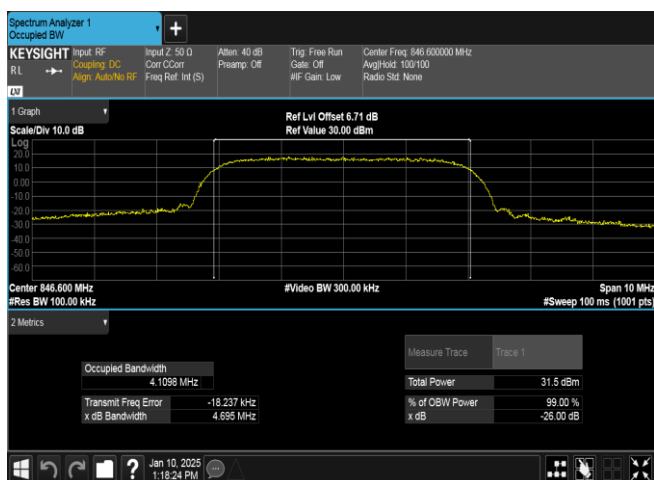 Spectrum Analyzer 1
Occupied BW
+
KEYSIGHT
RL
LXI
Input: RF
Coupling: DC
Align: Auto/No RF
Input Z: 50 Ω
Corr CCorr
Freq Ref: Int (S)
Atten: 40 dB
Preamp: Off
Trig: Free Run
Gate: Off
#IF Gain: Low
Center Freq: 846.600000 MHz
Avg|Hold: 100/100
Radio Std: None
1 Graph
Scale/Div 10.0 dB
Ref Lvl Offset 6.71 dB
Ref Value 30.00 dBm
Log
20.0
10.0
0.00
-10.0
-20.0
-30.0
-40.0
-50.0
-60.0
Center 846.600 MHz
#Video BW 300.00 kHz
Span 10 MHz
#Res BW 100.00 kHz
#Sweep 100 ms (1001 pts)
2 Metrics
Measure Trace Trace 1
Occupied Bandwidth
4.1098 MHz
Total Power 31.5 dBm
Transmit Freq Error -18.237 kHz
% of OBW Power 99.00 %
x dB Bandwidth 4.695 MHz
x dB -26.00 dB
?
Jan 10, 2025
1:18:24 PM